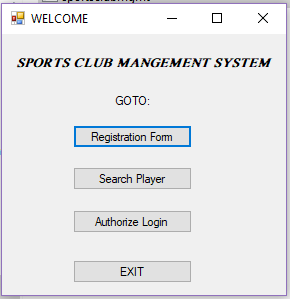 WELCOME
SPORTS CLUB MANGEMENT SYSTEM
GOTO:
Registration Form
Search Player
Authorize Login
EXIT